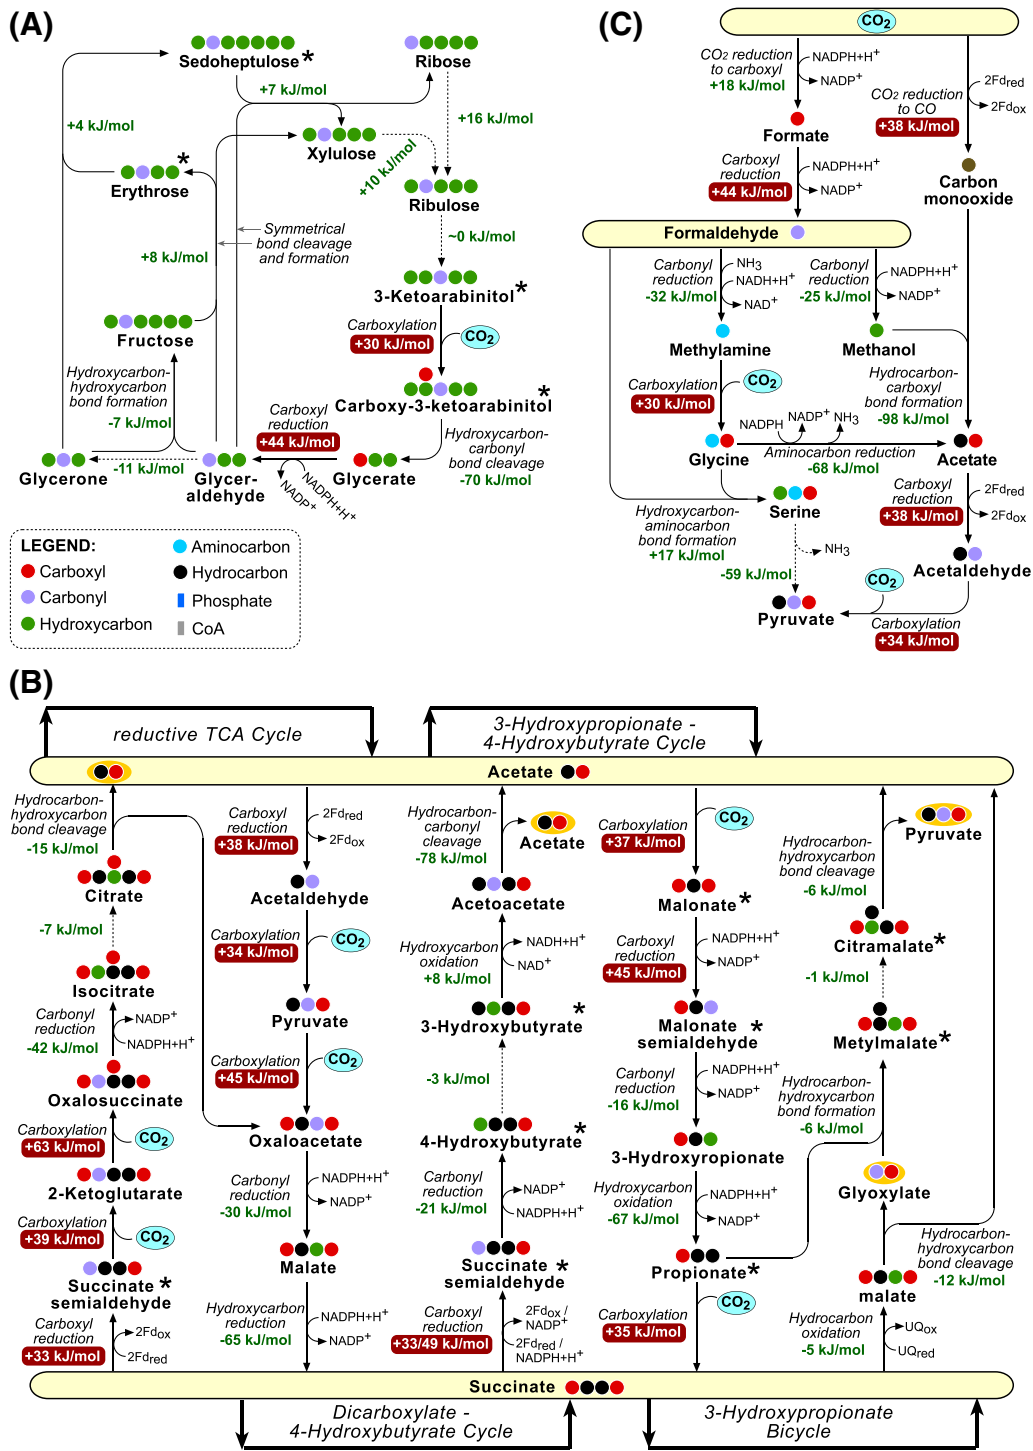 (A)
Sedoheptulose*
Ribose
+7 kJ/mol
+4 kJ/mol
+16 kJ/mol
Xylulose
+10 kJ/mol
Erythrose
*
Ribulose
Symmetrical
bond cleavage
and formation
+8 kJ/mol
~0 kJ/mol
3-Ketoarabinitol*
Fructose
Carboxylation
+30 kJ/mol
CO2
Hydroxycarbon-
hydroxycarbon
bond formation
-7 kJ/mol
Carboxy-3-ketoarabinitol
*
Carboxyl
reduction
+44 kJ/mol
Hydroxycarbon-
carbonyl
bond cleavage
-70 kJ/mol
-11 kJ/mol
Glycerone
Glycer-
aldehyde
Glycerate
NADP+
NADPH+H+
LEGEND:
Carboxyl
Carbonyl
Hydroxycarbon
Aminocarbon
Hydrocarbon
Phosphate
CoA
(C)
CO2
CO2 reduction
to carboxyl
+18 kJ/mol
NADPH+H+
NADP+
CO2 reduction
to CO
+38 kJ/mol
2Fdred
2Fdox
Formate
Carboxyl
reduction
+44 kJ/mol
NADPH+H+
NADP+
Carbon
monooxide
Formaldehyde
Carbonyl
reduction
-32 kJ/mol
NH3
NADH+H+
NAD+
Carbonyl
reduction
-25 kJ/mol
NADPH+H+
NADP+
Methylamine
Methanol
Carboxylation
+30 kJ/mol
CO2
Hydrocarbon-
carboxyl
bond formation
-98 kJ/mol
NADPH
NADP+
NH3
Glycine
Aminocarbon reduction
-68 kJ/mol
Acetate
Serine
Hydroxycarbon-
aminocarbon
bond formation
+17 kJ/mol
Carboxyl
reduction
+38 kJ/mol
2Fdred
2Fdox
NH3
-59 kJ/mol
Acetaldehyde
CO2
Pyruvate
Carboxylation
+34 kJ/mol
(B)
reductive TCA Cycle
3-Hydroxypropionate -
4-Hydroxybutyrate Cycle
Acetate
Hydrocarbon-
hydroxycarbon
bond cleavage
-15 kJ/mol
Citrate
-7 kJ/mol
Isocitrate
Carbonyl
reduction
-42 kJ/mol
NADP+
NADPH+H+
Oxalosuccinate
Carboxylation
+63 kJ/mol
CO2
2-Ketoglutarate
Carboxylation
+39 kJ/mol
CO2
Succinate
semialdehyde
*
Carboxyl
reduction
+33 kJ/mol
2Fdox
2Fdred
Carboxyl
reduction
+38 kJ/mol
2Fdred
2Fdox
Acetaldehyde
Carboxylation
+34 kJ/mol
CO2
Pyruvate
Carboxylation
+45 kJ/mol
CO2
Oxaloacetate
Carbonyl
reduction
-30 kJ/mol
NADPH+H+
NADP+
Malate
Hydroxycarbon
reduction
-65 kJ/mol
NADPH+H+
NADP+
Hydrocarbon-
carbonyl
cleavage
-78 kJ/mol
Acetate
Acetoacetate
Hydroxycarbon
oxidation
+8 kJ/mol
NADH+H+
NAD+
3-Hydroxybutyrate
*
-3 kJ/mol
4-Hydroxybutyrate
*
Carbonyl
reduction
-21 kJ/mol
NADP+
NADPH+H+
Succinate
semialdehyde
*
Carboxyl
reduction
+33/49 kJ/mol
2Fdox /
NADP+
2Fdred /
NADPH+H+
Carboxylation
+37 kJ/mol
CO2
Malonate
*
Carboxyl
reduction
+45 kJ/mol
NADPH+H+
NADP+
Malonate
semialdehyde
*
Carbonyl
reduction
-16 kJ/mol
NADPH+H+
NADP+
3-Hydroxyropionate
Hydroxycarbon
oxidation
-67 kJ/mol
NADPH+H+
NADP+
Propionate*
Carboxylation
+35 kJ/mol
CO2
Pyruvate
Hydrocarbon-
hydroxycarbon
bond cleavage
-6 kJ/mol
Citramalate*
-1 kJ/mol
Metylmalate*
Hydrocarbon-
hydroxycarbon
bond formation
-6 kJ/mol
Glyoxylate
Hydrocarbon-
hydroxycarbon
bond cleavage
-12 kJ/mol
malate
Hydrocarbon
oxidation
-5 kJ/mol
UQox
UQred
Succinate
Dicarboxylate -
4-Hydroxybutyrate Cycle
3-Hydroxypropionate
Bicycle